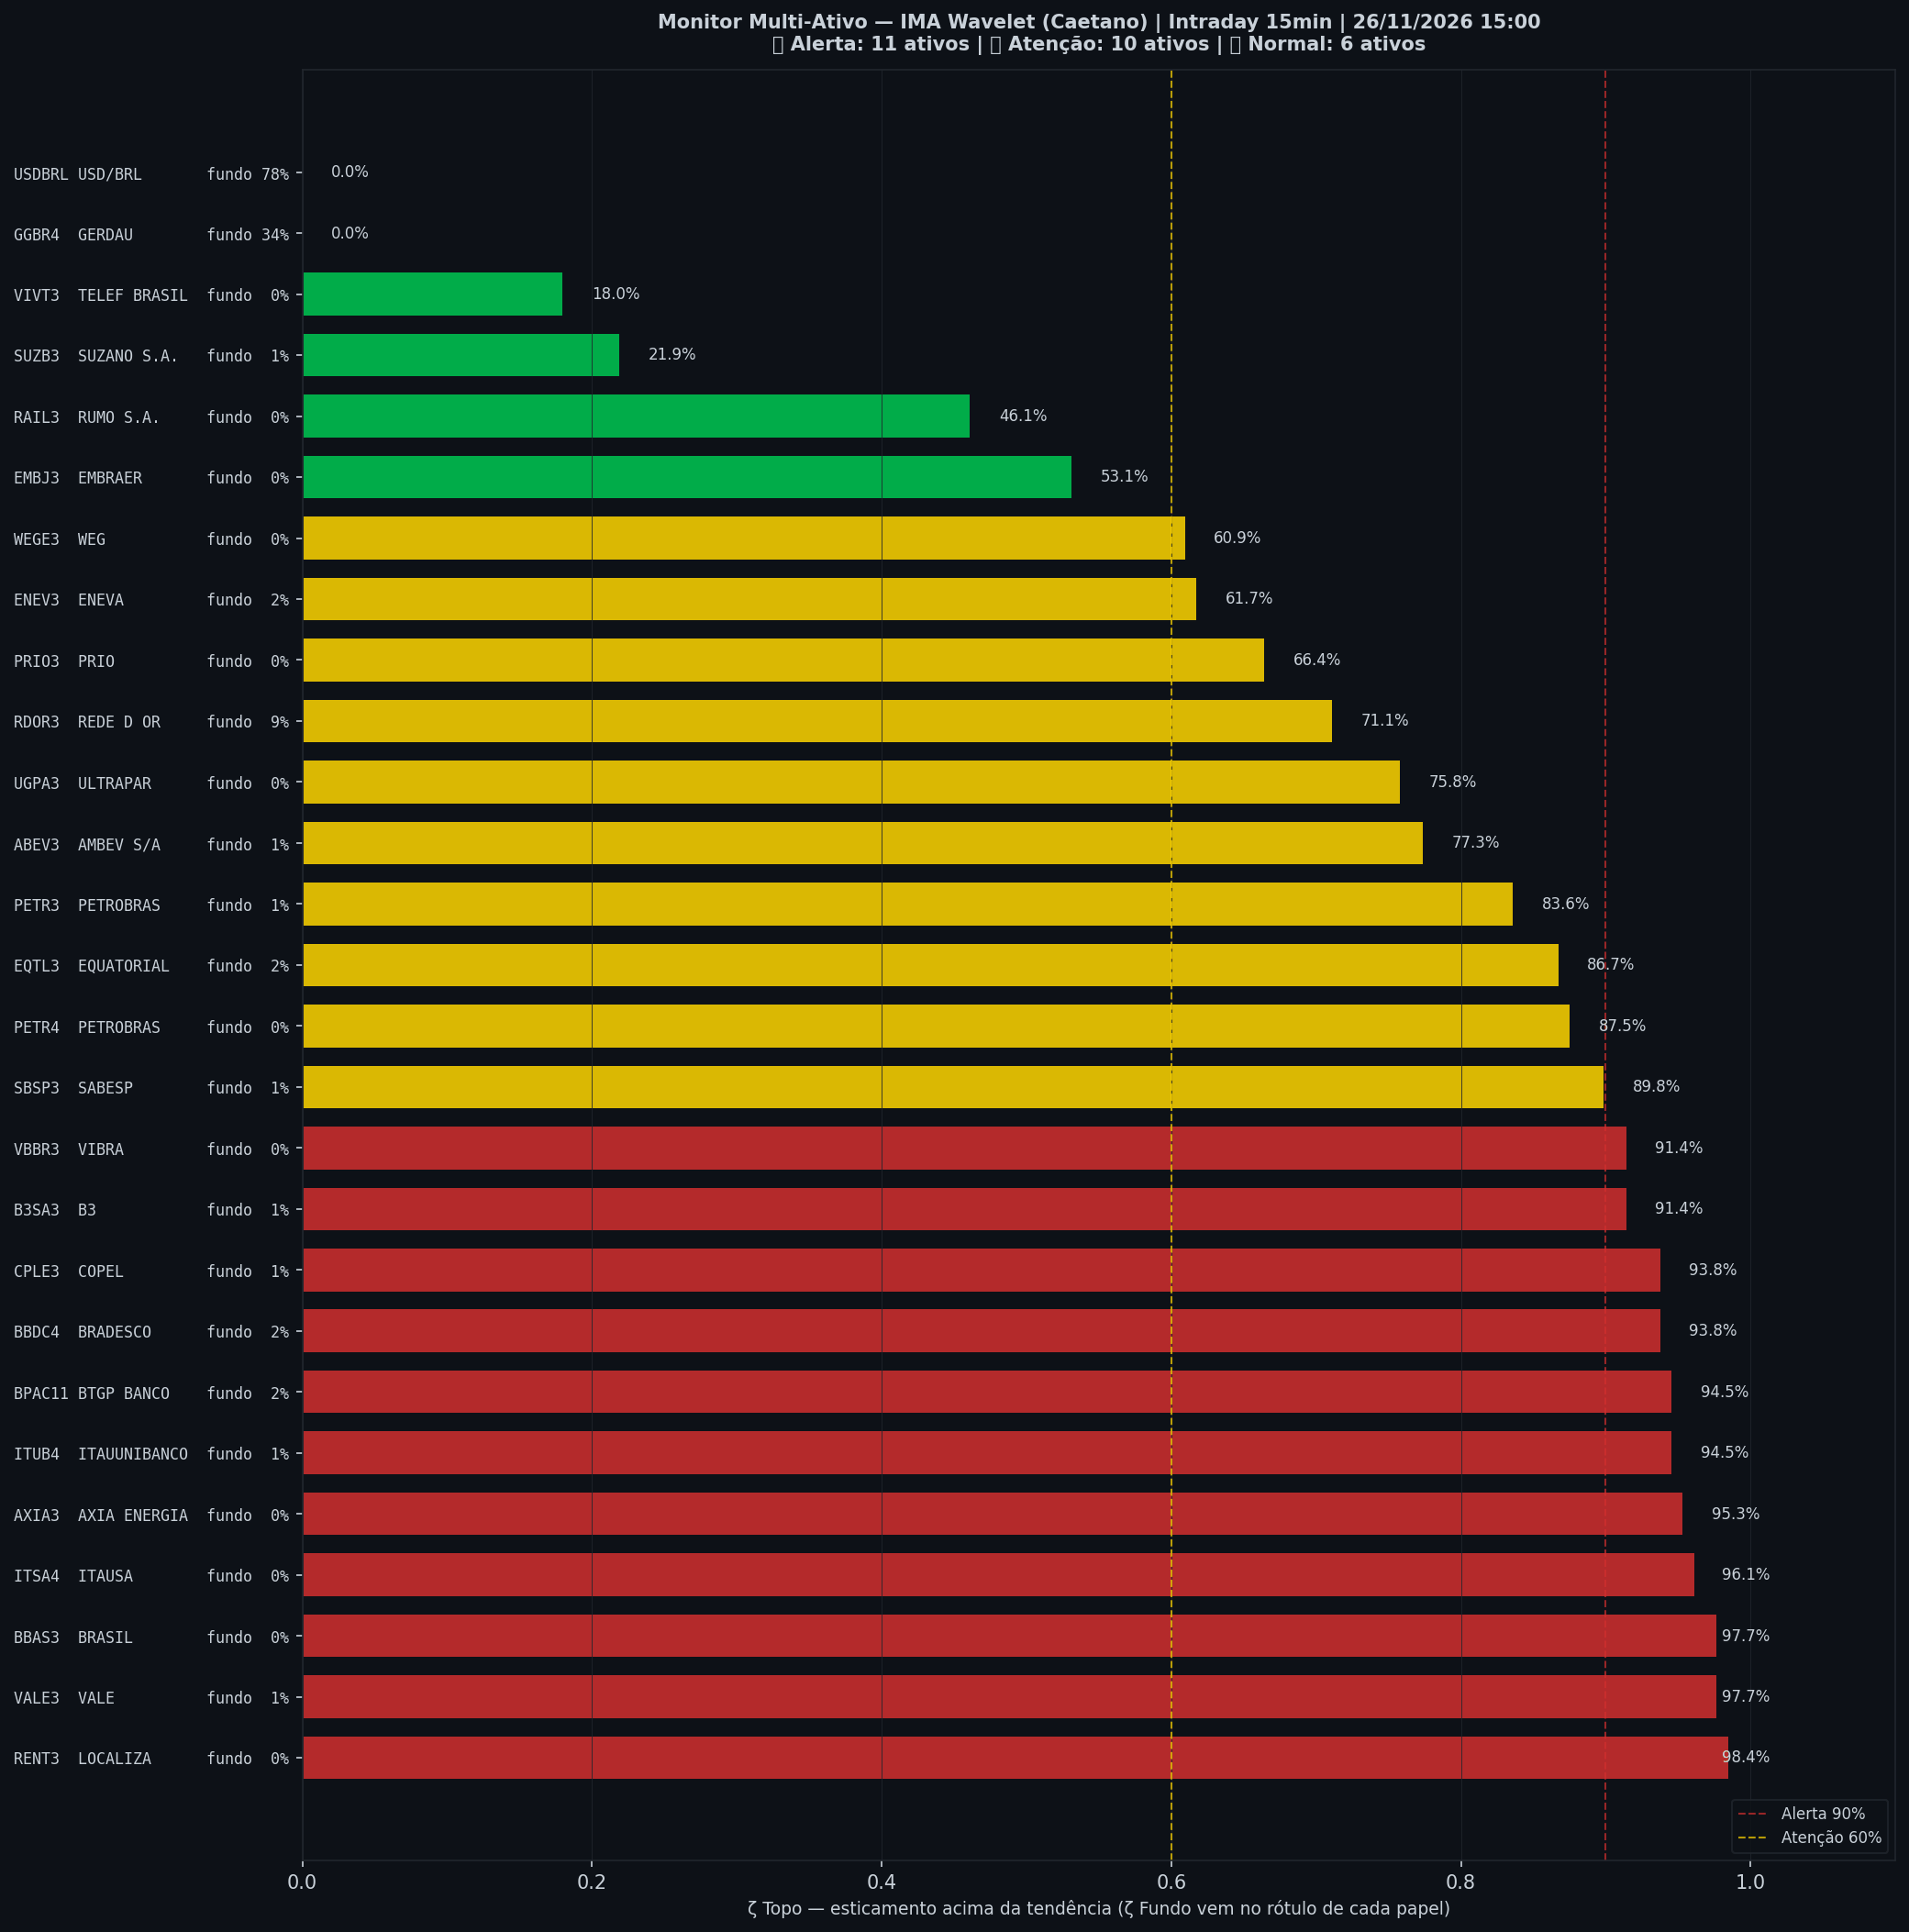 Monitor Multi-Ativo — IMA Wavelet (Caetano) | Intraday 15min | 26/11/2026 15:00
Alerta: 11 ativos | Atenção: 10 ativos | Normal: 6 ativos
USDBRL USD/BRL fundo 78% 0.0%
GGBR4 GERDAU fundo 34% 0.0%
VIVT3 TELEF BRASIL fundo 0% 18.0%
SUZB3 SUZANO S.A. fundo 1% 21.9%
RAIL3 RUMO S.A. fundo 0% 46.1%
EMBJ3 EMBRAER fundo 0% 53.1%
WEGE3 WEG fundo 0% 60.9%
ENEV3 ENEVA fundo 2% 61.7%
PRIO3 PRIO fundo 0% 66.4%
RDOR3 REDE D OR fundo 9% 71.1%
UGPA3 ULTRAPAR fundo 0% 75.8%
ABEV3 AMBEV S/A fundo 1% 77.3%
PETR3 PETROBRAS fundo 1% 83.6%
EQTL3 EQUATORIAL fundo 2% 86.7%
PETR4 PETROBRAS fundo 0% 87.5%
SBSP3 SABESP fundo 1% 89.8%
VBBR3 VIBRA fundo 0% 91.4%
B3SA3 B3 fundo 1% 91.4%
CPLE3 COPEL fundo 1% 93.8%
BBDC4 BRADESCO fundo 2% 93.8%
BPAC11 BTGP BANCO fundo 2% 94.5%
ITUB4 ITAUUNIBANCO fundo 1% 94.5%
AXIA3 AXIA ENERGIA fundo 0% 95.3%
ITSA4 ITAUSA fundo 0% 96.1%
BBAS3 BRASIL fundo 0% 97.7%
VALE3 VALE fundo 1% 97.7%
RENT3 LOCALIZA fundo 0% 98.4%
Alerta 90%
Atenção 60%
0.0 0.2 0.4 0.6 0.8 1.0
ζ Topo — esticamento acima da tendência (ζ Fundo vem no rótulo de cada papel)